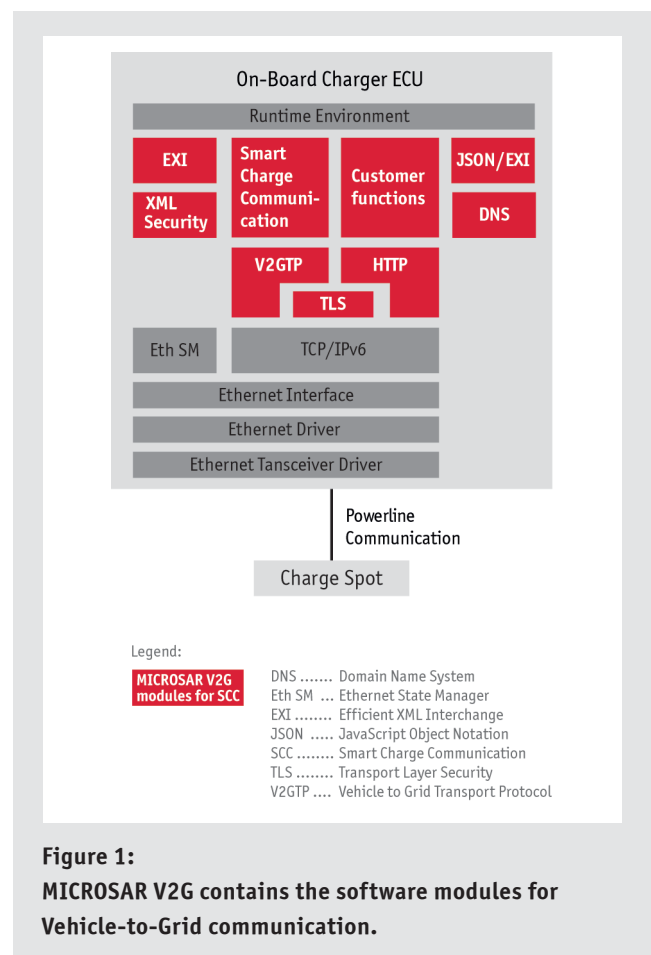 On-Board Charger ECU
Runtime Environment
EXI
Smart
Charge
Communi-
cation
Customer
functions
JSON/EXI
XML
Security
DNS
V2GTP
HTTP
TLS
Eth SM
TCP/IPv6
Ethernet Interface
Ethernet Driver
Ethernet Tansceiver Driver
Powerline
Communication
Charge Spot
Legend:
MICROSAR V2G
modules for SCC
DNS ....... Domain Name System
Eth SM ... Ethernet State Manager
EXI ........ Efficient XML Interchange
JSON ..... JavaScript Object Notation
SCC ........ Smart Charge Communication
TLS ........ Transport Layer Security
V2GTP .... Vehicle to Grid Transport Protocol
Figure 1:
MICROSAR V2G contains the software modules for
Vehicle-to-Grid communication.